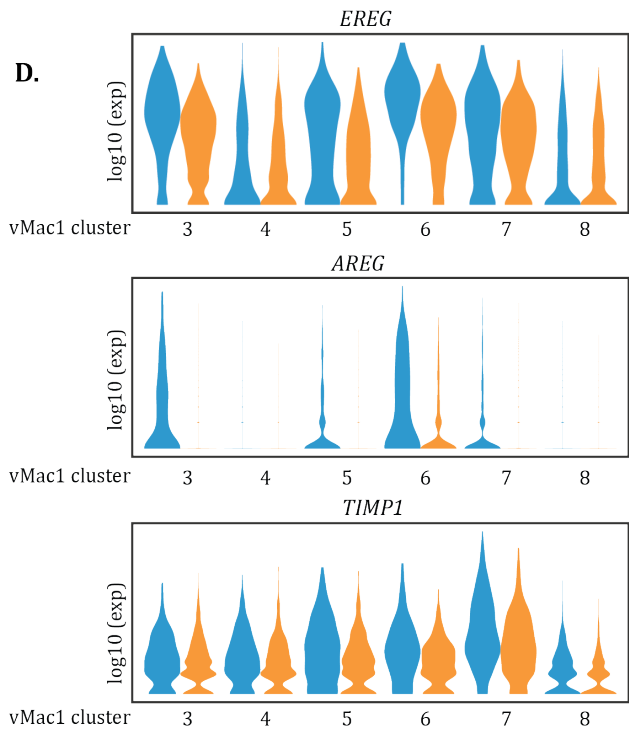 EREG
D.
log10 (exp)
vMac1 cluster 3 4 5 6 7 8
AREG
log10 (exp)
vMac1 cluster 3 4 5 6 7 8
TIMP1
log10 (exp)
vMac1 cluster 3 4 5 6 7 8